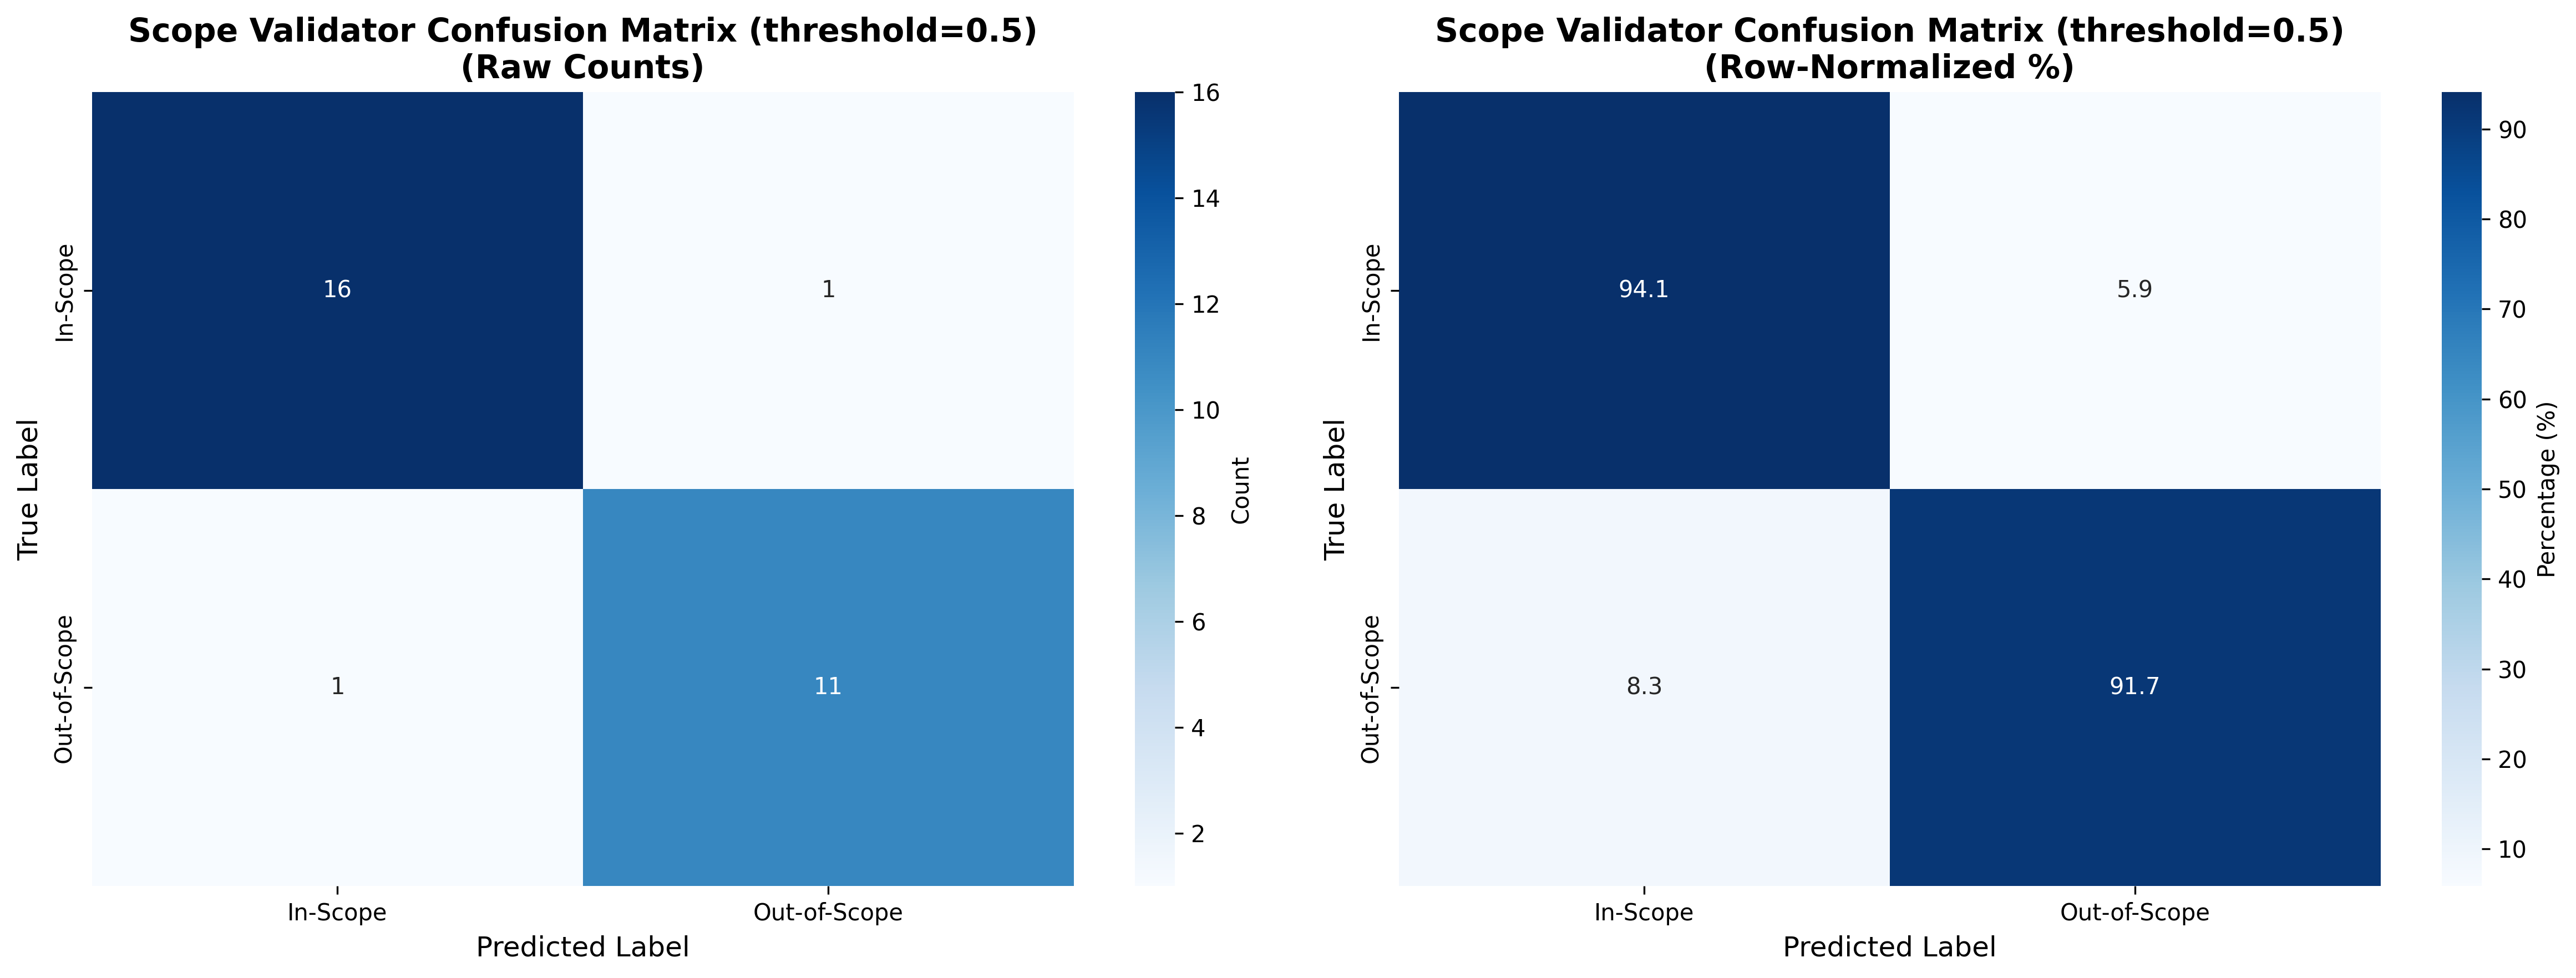 Scope Validator Confusion Matrix (threshold=0.5)
(Raw Counts)
True Label
In-Scope
Out-of-Scope
16
1
1
11
In-Scope
Out-of-Scope
Predicted Label
16
14
12
10
8
6
4
2
Count
Scope Validator Confusion Matrix (threshold=0.5)
(Row-Normalized %)
True Label
In-Scope
Out-of-Scope
94.1
5.9
8.3
91.7
In-Scope
Out-of-Scope
Predicted Label
90
80
70
60
50
40
30
20
10
Percentage (%)